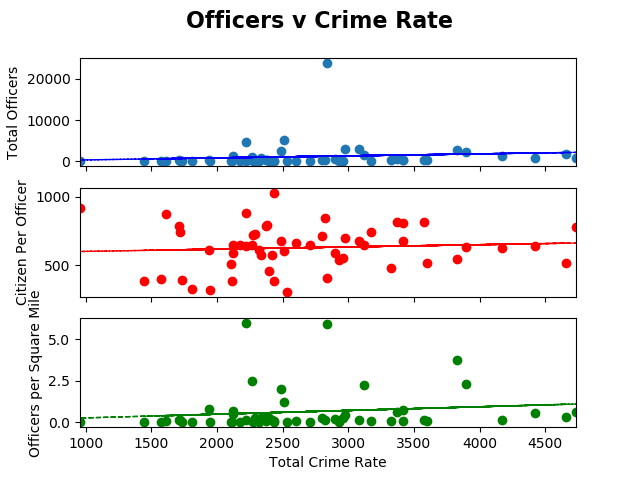 Officers v Crime Rate
Total Officers
20000
10000
0
Citizen Per Officer
1000
500
Officers per Square Mile
5.0
2.5
0.0
1000 1500 2000 2500 3000 3500 4000 4500
Total Crime Rate